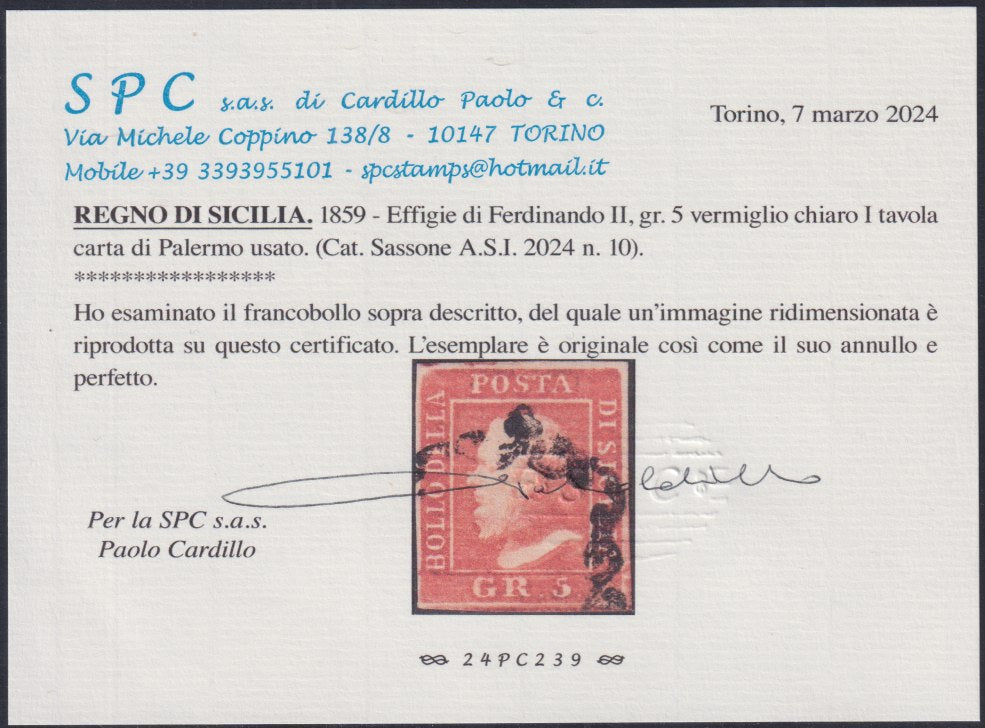 SPC s.a.s. di Cardillo Paolo & c.
Via Michele Coppino 138/8 - 10147 TORINO
Mobile +39 3393955101 - spcstamps@hotmail.it
Torino, 7 marzo 2024
REGNO DI SICILIA. 1859 - Effigie di Ferdinando II, gr. 5 vermiglio chiaro I tavola
carta di Palermo usato. (Cat. Sassone A.S.I. 2024 n. 10).
*****************
Ho esaminato il francobollo sopra descritto, del quale un'immagine ridimensionata è
riprodotta su questo certificato. L'esemplare è originale così come il suo annullo e
perfetto.
BOLLO DELLA
POSTA
DI
GR. 5
Per la SPC s.a.s.
Paolo Cardillo
24PC239